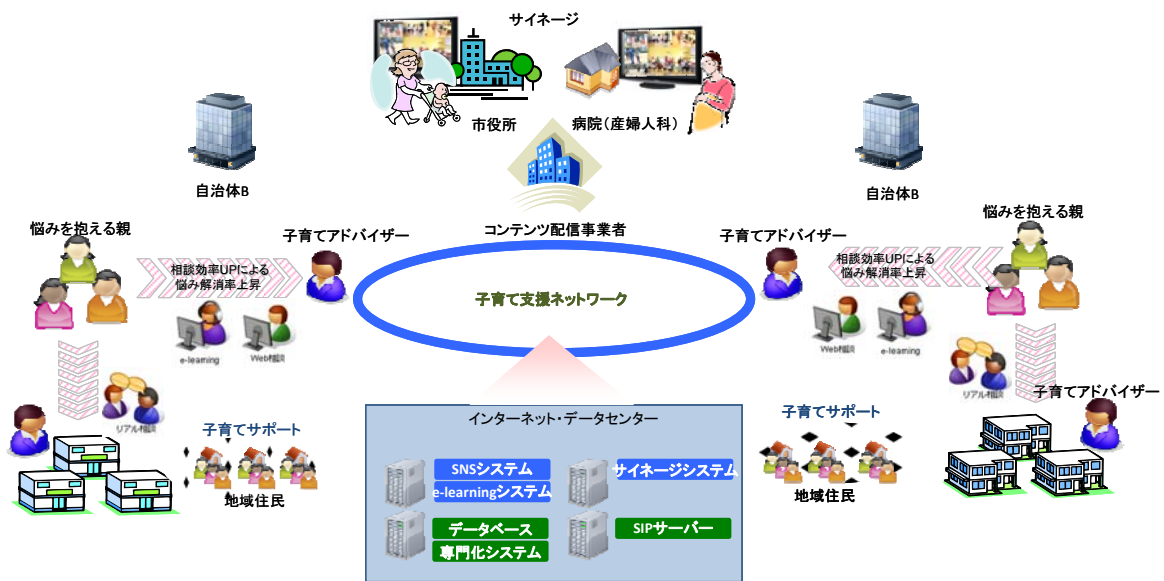 サイネージ
市役所
病院（産婦人科）
自治体B
自治体B
コンテンツ配信事業者
悩みを抱える親
子育てアドバイザー
相談効率UPによる
悩み解消率上昇
e-learning
Web相談
リアル相談
子育てサポート
地域住民
子育て支援ネットワーク
子育てアドバイザー
悩みを抱える親
相談効率UPによる
悩み解消率上昇
Web相談
e-learning
リアル相談
子育てアドバイザー
子育てサポート
地域住民
インターネット・データセンター
SNSシステム
e-learningシステム
サイネージシステム
データベース
専門化システム
SIPサーバー